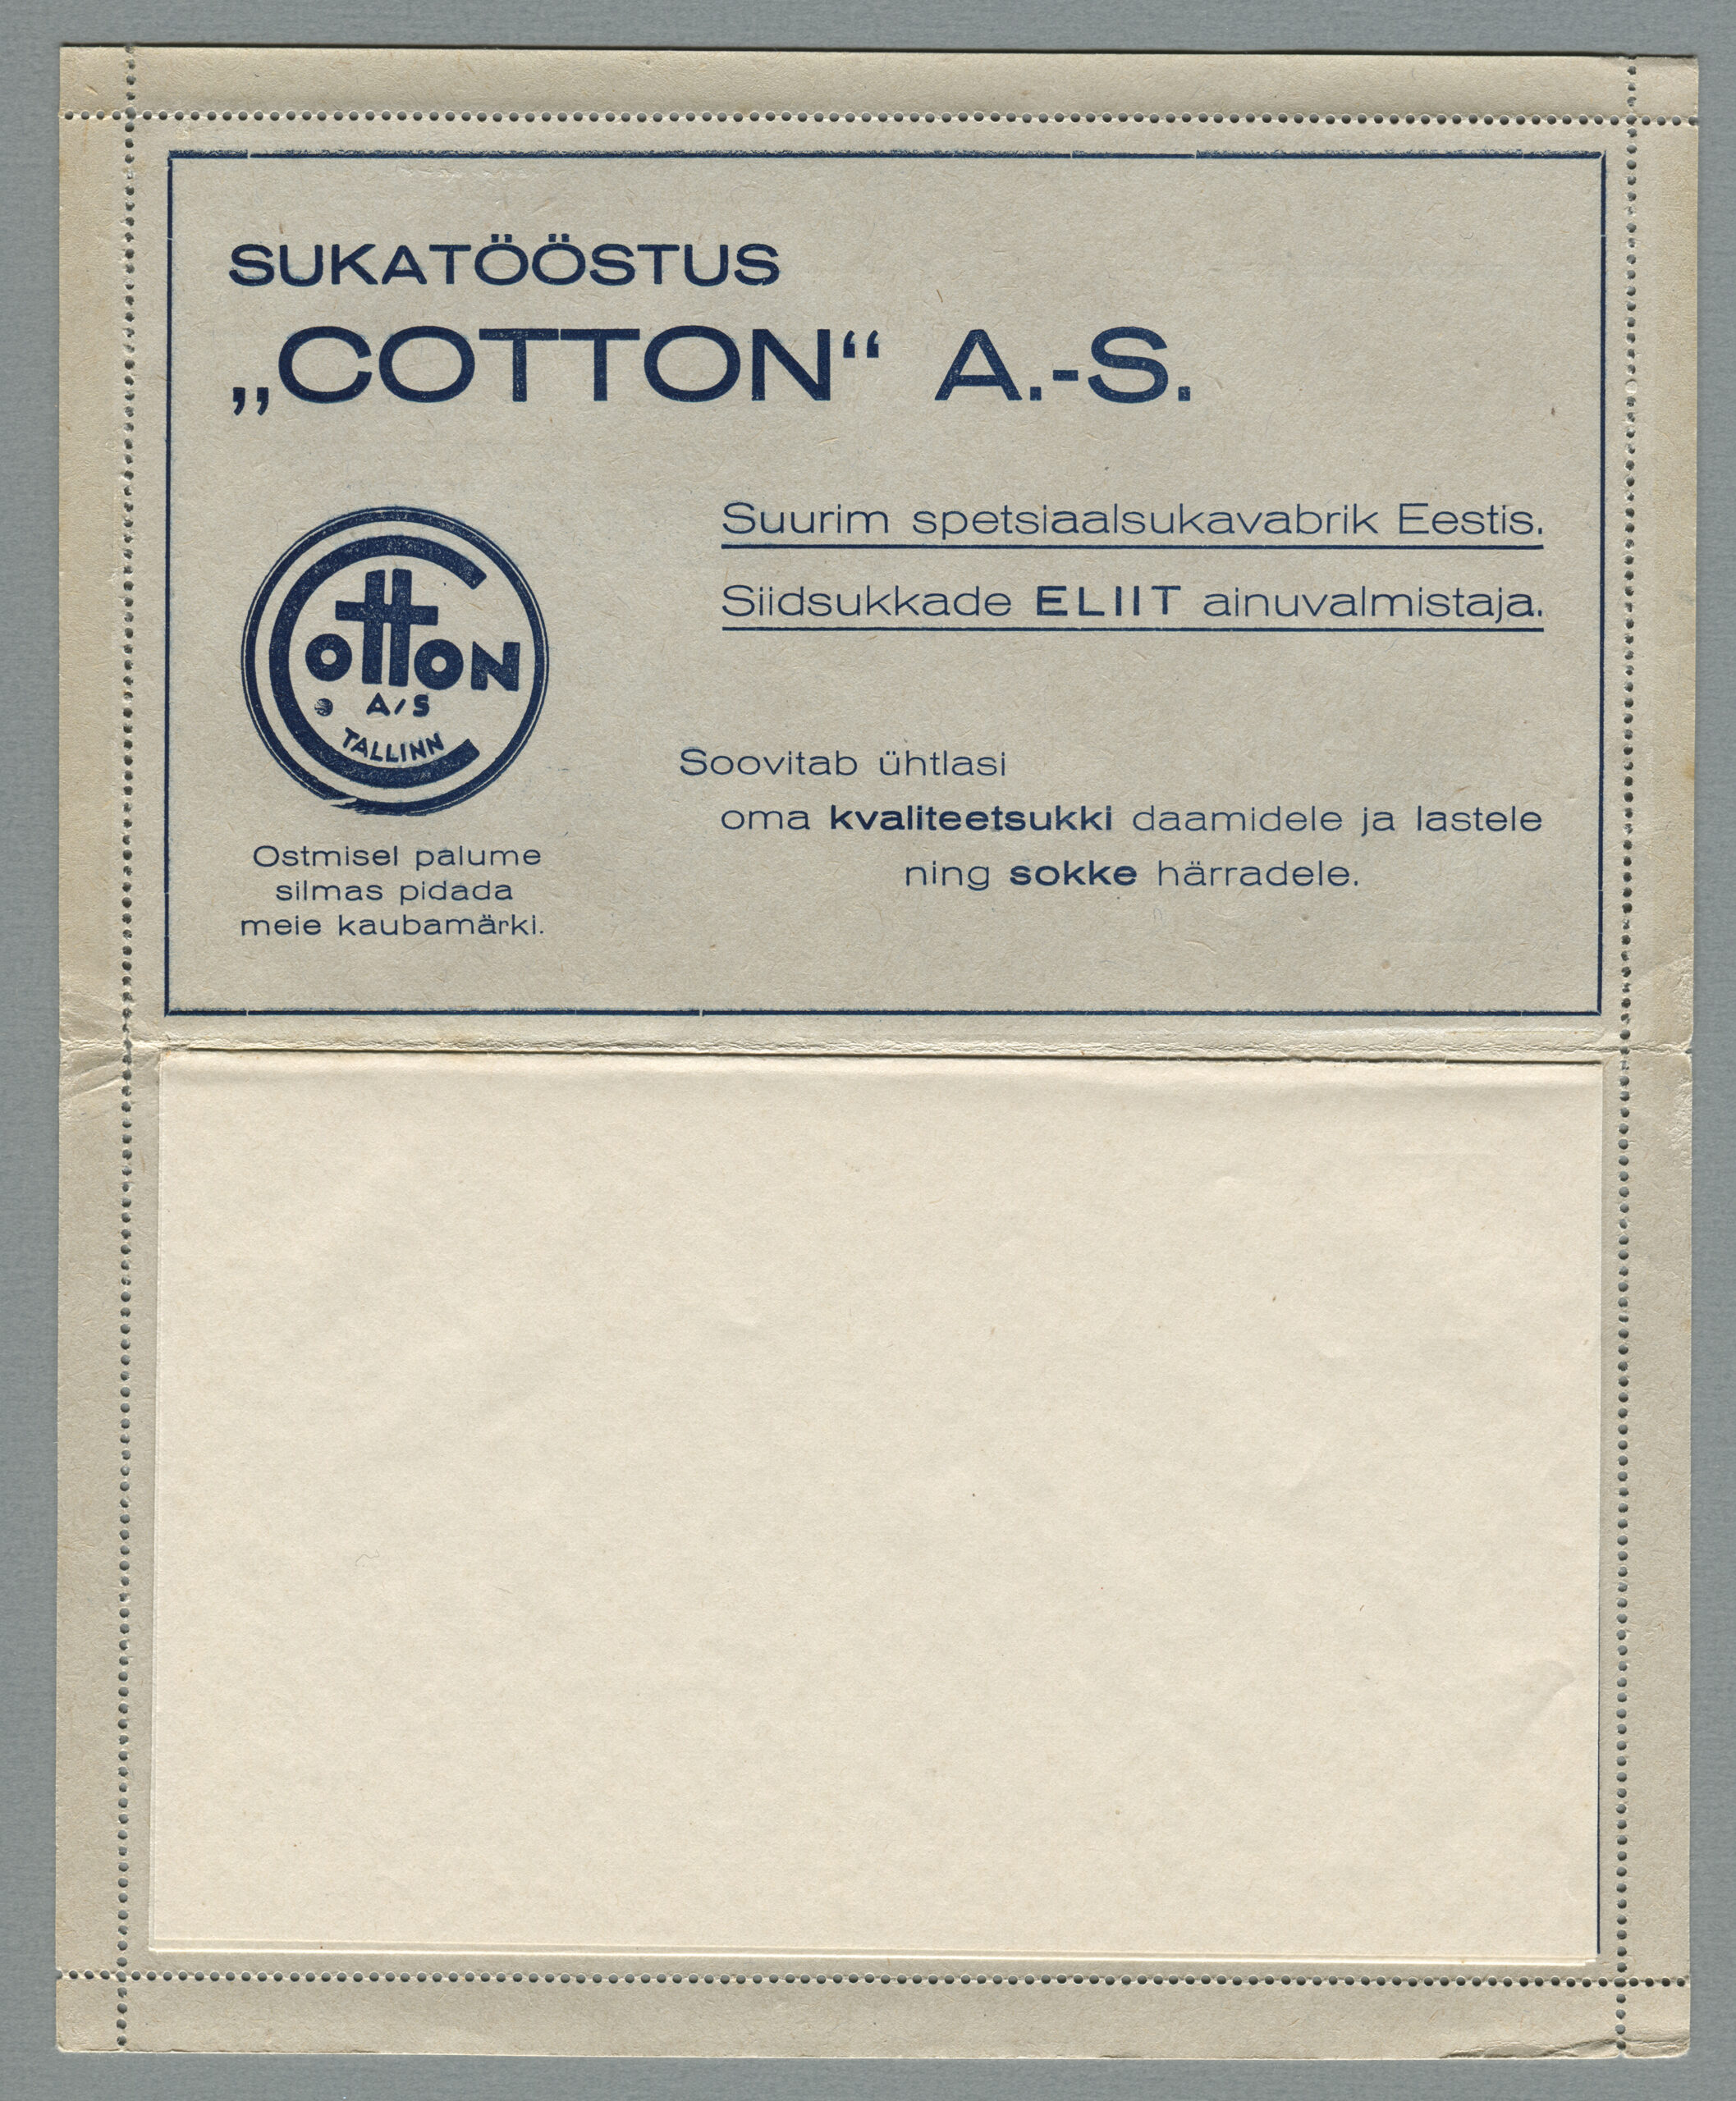 SUKATÖÖSTUS
„COTTON“ A.-S.
Suurim spetsiaalsukavabrik Eestis.
Siidsukkade ELIIT ainuvalmistaja.
Cotton
A/S
TALLINN
Ostmisel palume
silmas pidada
meie kaubamärki.
Soovitab ühtlasi
oma kvaliteetsukki daamidele ja lastele
ning sokke härradele.